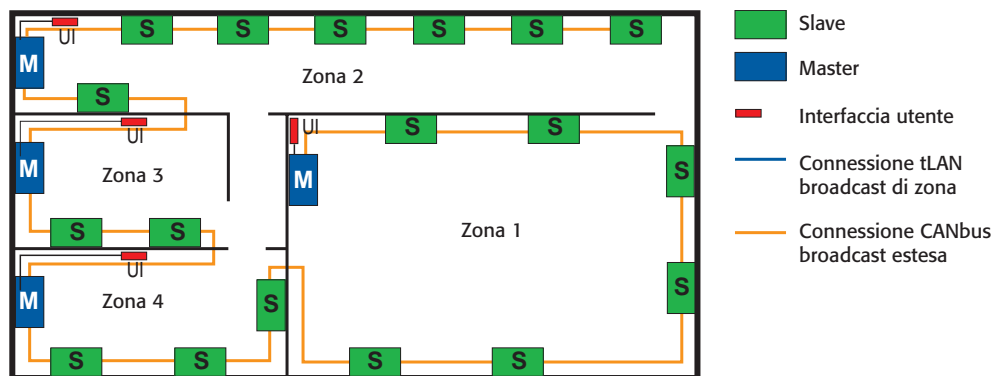 UI
S
S
S
S
S
S
M
Zona 2
S
UI
M
Zona 3
S
S
UI
M
Zona 4
S
S
S
UI
M
S
S
S
Zona 1
S
S
S
Slave
Master
Interfaccia utente
Connessione tLAN
broadcast di zona
Connessione CANbus
broadcast estesa